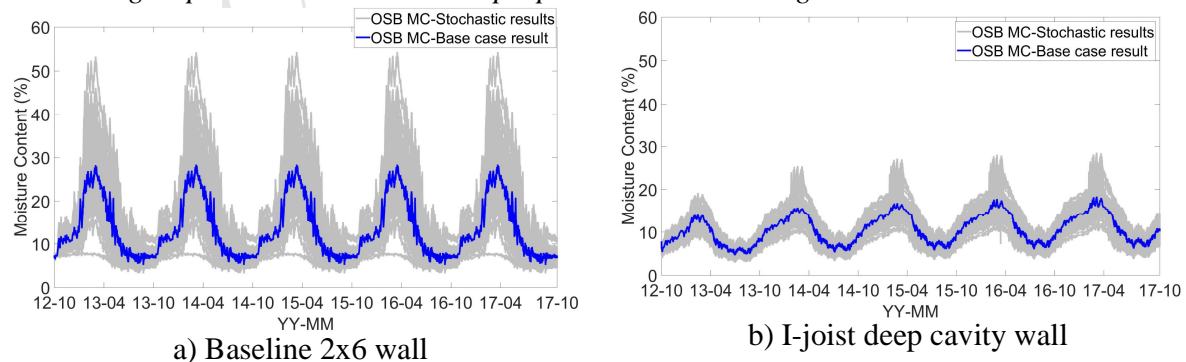 OSB MC-Stochastic results
OSB MC-Base case result
60
50
40
30
20
10
0
Moisture Content (%)
12-10 13-04 13-10 14-04 14-10 15-04 15-10 16-04 16-10 17-04 17-10
YY-MM
a) Baseline 2x6 wall
OSB MC-Stochastic results
OSB MC-Base case result
60
50
40
30
20
10
0
Moisture Content (%)
12-10 13-04 13-10 14-04 14-10 15-04 15-10 16-04 16-10 17-04 17-10
YY-MM
b) I-joist deep cavity wall